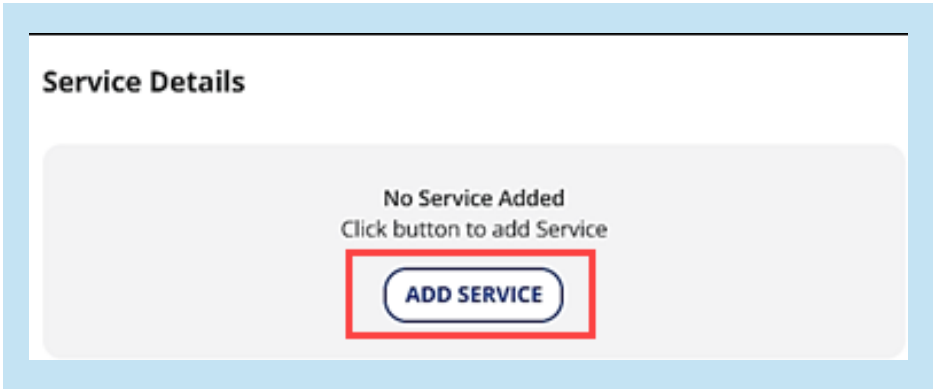 Service Details
No Service Added
Click button to add Service
ADD SERVICE